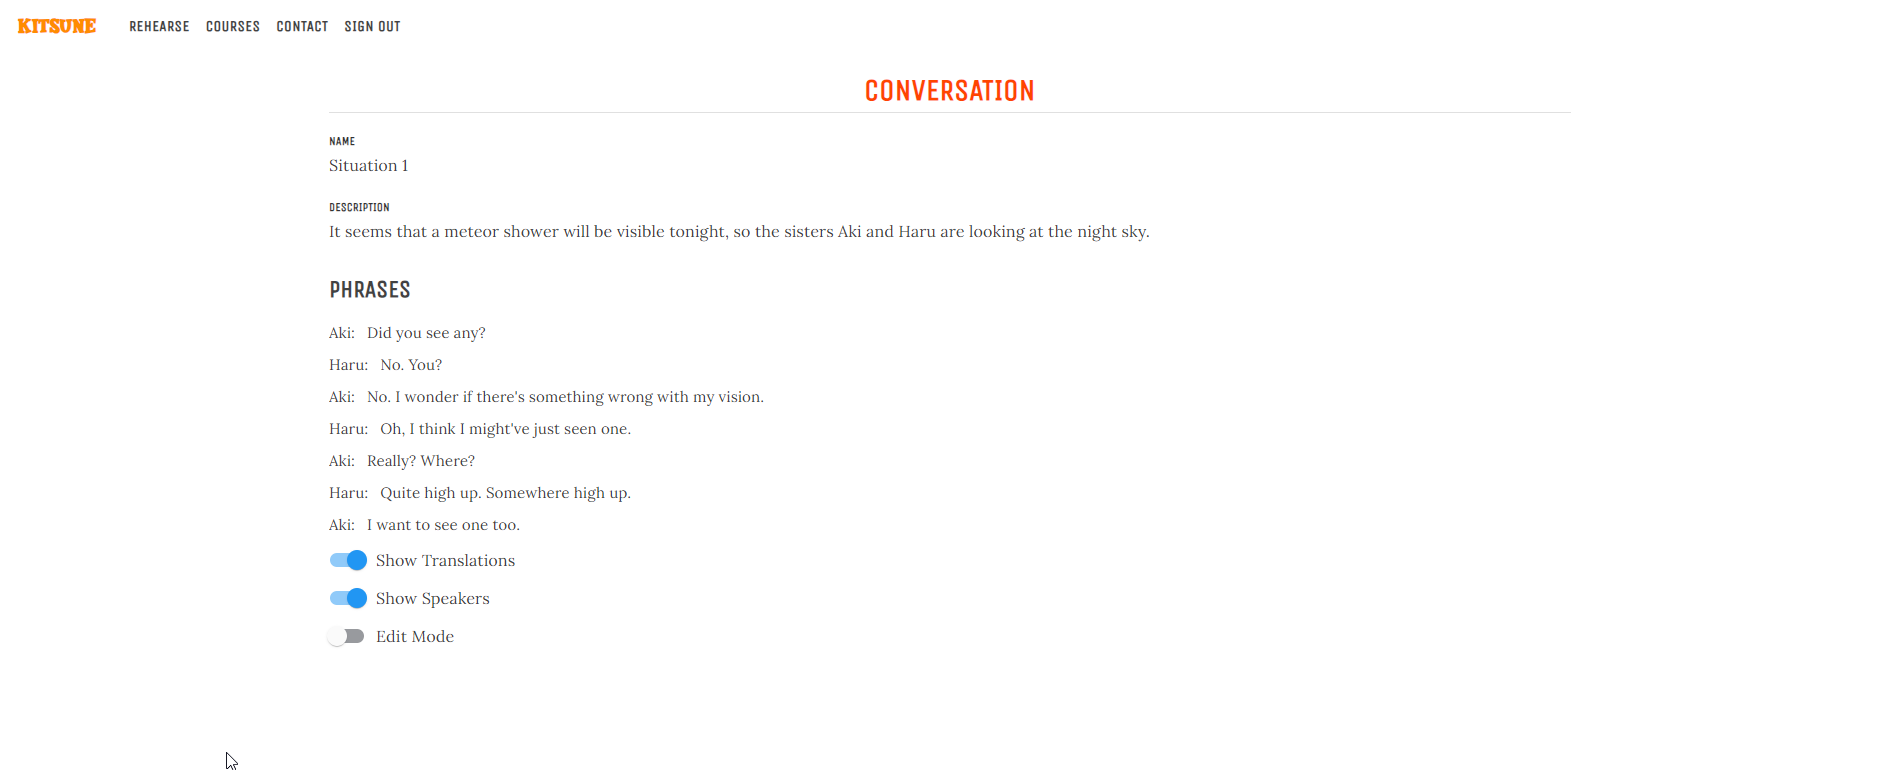 KITSUNE REHEARSE COURSES CONTACT SIGN OUT
CONVERSATION
NAME
Situation 1
DESCRIPTION
It seems that a meteor shower will be visible tonight, so the sisters Aki and Haru are looking at the night sky.
PHRASES
Aki: Did you see any?
Haru: No. You?
Aki: No. I wonder if there's something wrong with my vision.
Haru: Oh, I think I might've just seen one.
Aki: Really? Where?
Haru: Quite high up. Somewhere high up.
Aki: I want to see one too.
Show Translations
Show Speakers
Edit Mode